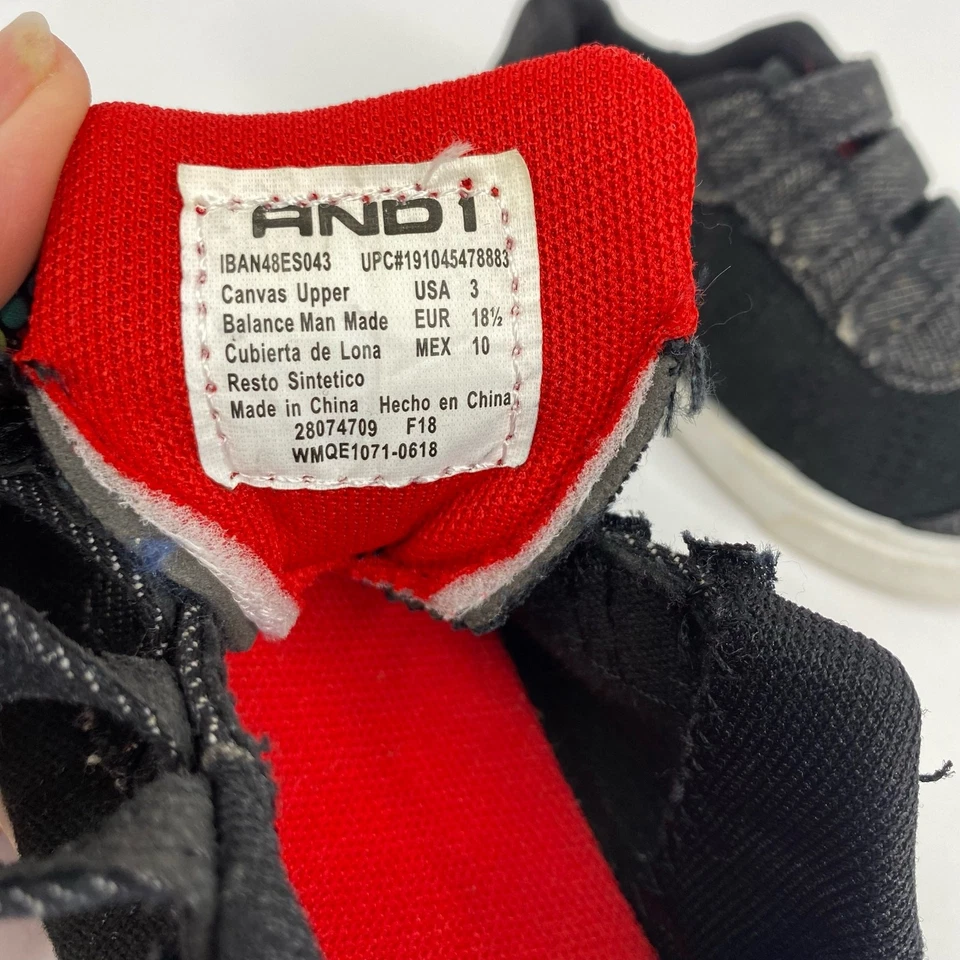 AND1
IBAN48ES043 UPC#191045478883
Canvas Upper USA 3
Balance Man Made EUR 18½
Cubierta de Lona MEX 10
Resto Sintetico
Made in China Hecho en China
28074709 F18
WMQE1071-0618